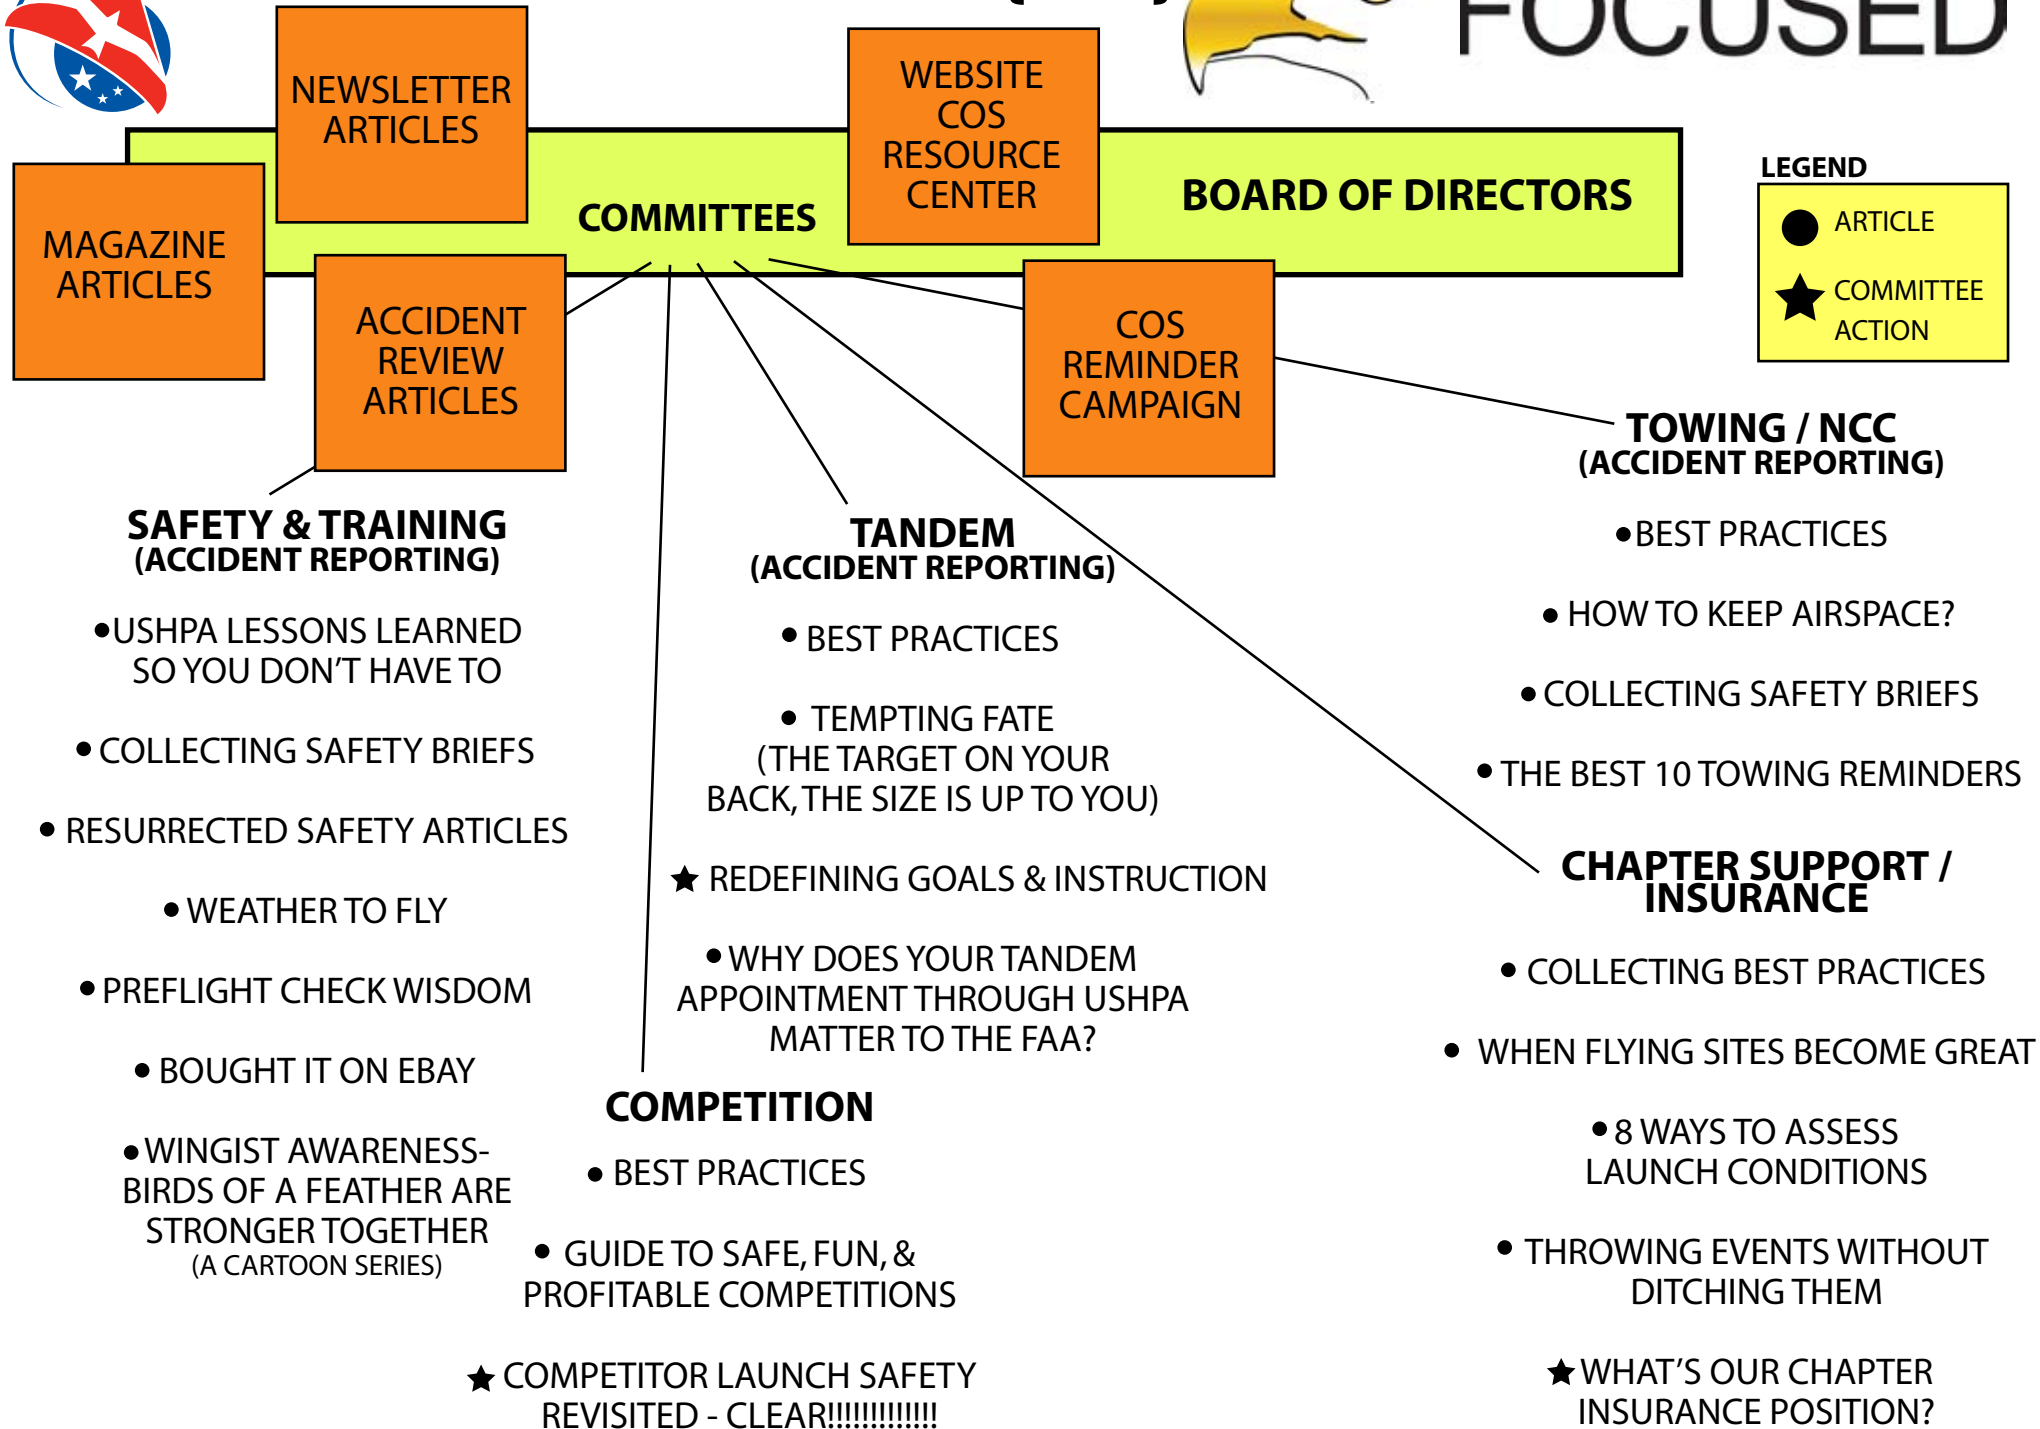 FOCUSED
NEWSLETTER
ARTICLES
WEBSITE
COS
RESOURCE
CENTER
MAGAZINE
ARTICLES
COMMITTEES
BOARD OF DIRECTORS
LEGEND
ARTICLE
COMMITTEE
ACTION
ACCIDENT
REVIEW
ARTICLES
COS
REMINDER
CAMPAIGN
SAFETY & TRAINING
(ACCIDENT REPORTING)
•USHPA LESSONS LEARNED
SO YOU DON'T HAVE TO
• COLLECTING SAFETY BRIEFS
• RESURRECTED SAFETY ARTICLES
• WEATHER TO FLY
• PREFLIGHT CHECK WISDOM
• BOUGHT IT ON EBAY
• WINGIST AWARENESS-
BIRDS OF A FEATHER ARE
STRONGER TOGETHER
(A CARTOON SERIES)
TANDEM
(ACCIDENT REPORTING)
• BEST PRACTICES
• TEMPTING FATE
(THE TARGET ON YOUR
BACK, THE SIZE IS UP TO YOU)
★ REDEFINING GOALS & INSTRUCTION
• WHY DOES YOUR TANDEM
APPOINTMENT THROUGH USHPA
MATTER TO THE FAA?
COMPETITION
• BEST PRACTICES
• GUIDE TO SAFE, FUN, &
PROFITABLE COMPETITIONS
★ COMPETITOR LAUNCH SAFETY
REVISITED - CLEAR!!!!!!!!!!!!!
TOWING / NCC
(ACCIDENT REPORTING)
• BEST PRACTICES
• HOW TO KEEP AIRSPACE?
• COLLECTING SAFETY BRIEFS
• THE BEST 10 TOWING REMINDERS
CHAPTER SUPPORT /
INSURANCE
• COLLECTING BEST PRACTICES
• WHEN FLYING SITES BECOME GREAT
• 8 WAYS TO ASSESS
LAUNCH CONDITIONS
• THROWING EVENTS WITHOUT
DITCHING THEM
★ WHAT'S OUR CHAPTER
INSURANCE POSITION?